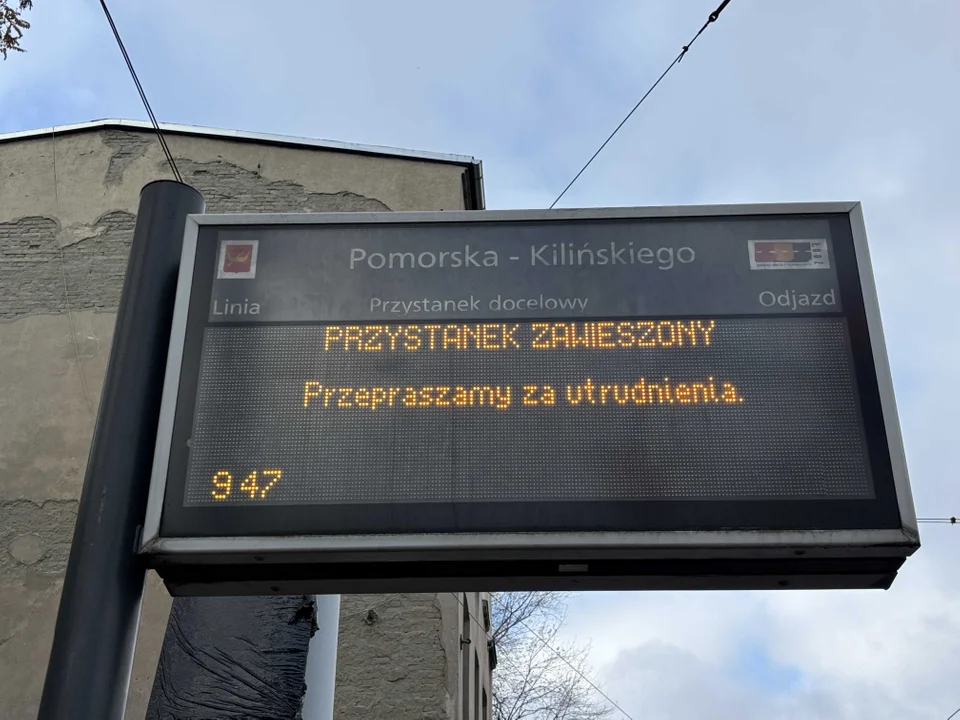 Pomorska - Kilińskiego
Linia Przystanek docelowy Odjazd
PRZYSTANEK ZAWIESZONY
Przepraszamy za utrudnienia.
9 47